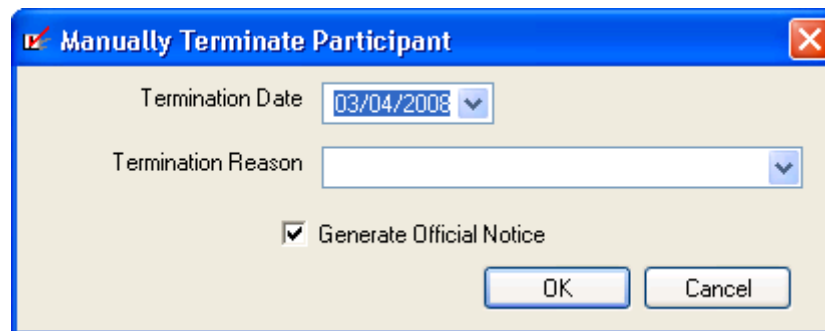 Manually Terminate Participant
Termination Date 03/04/2008
Termination Reason
Generate Official Notice
OK Cancel